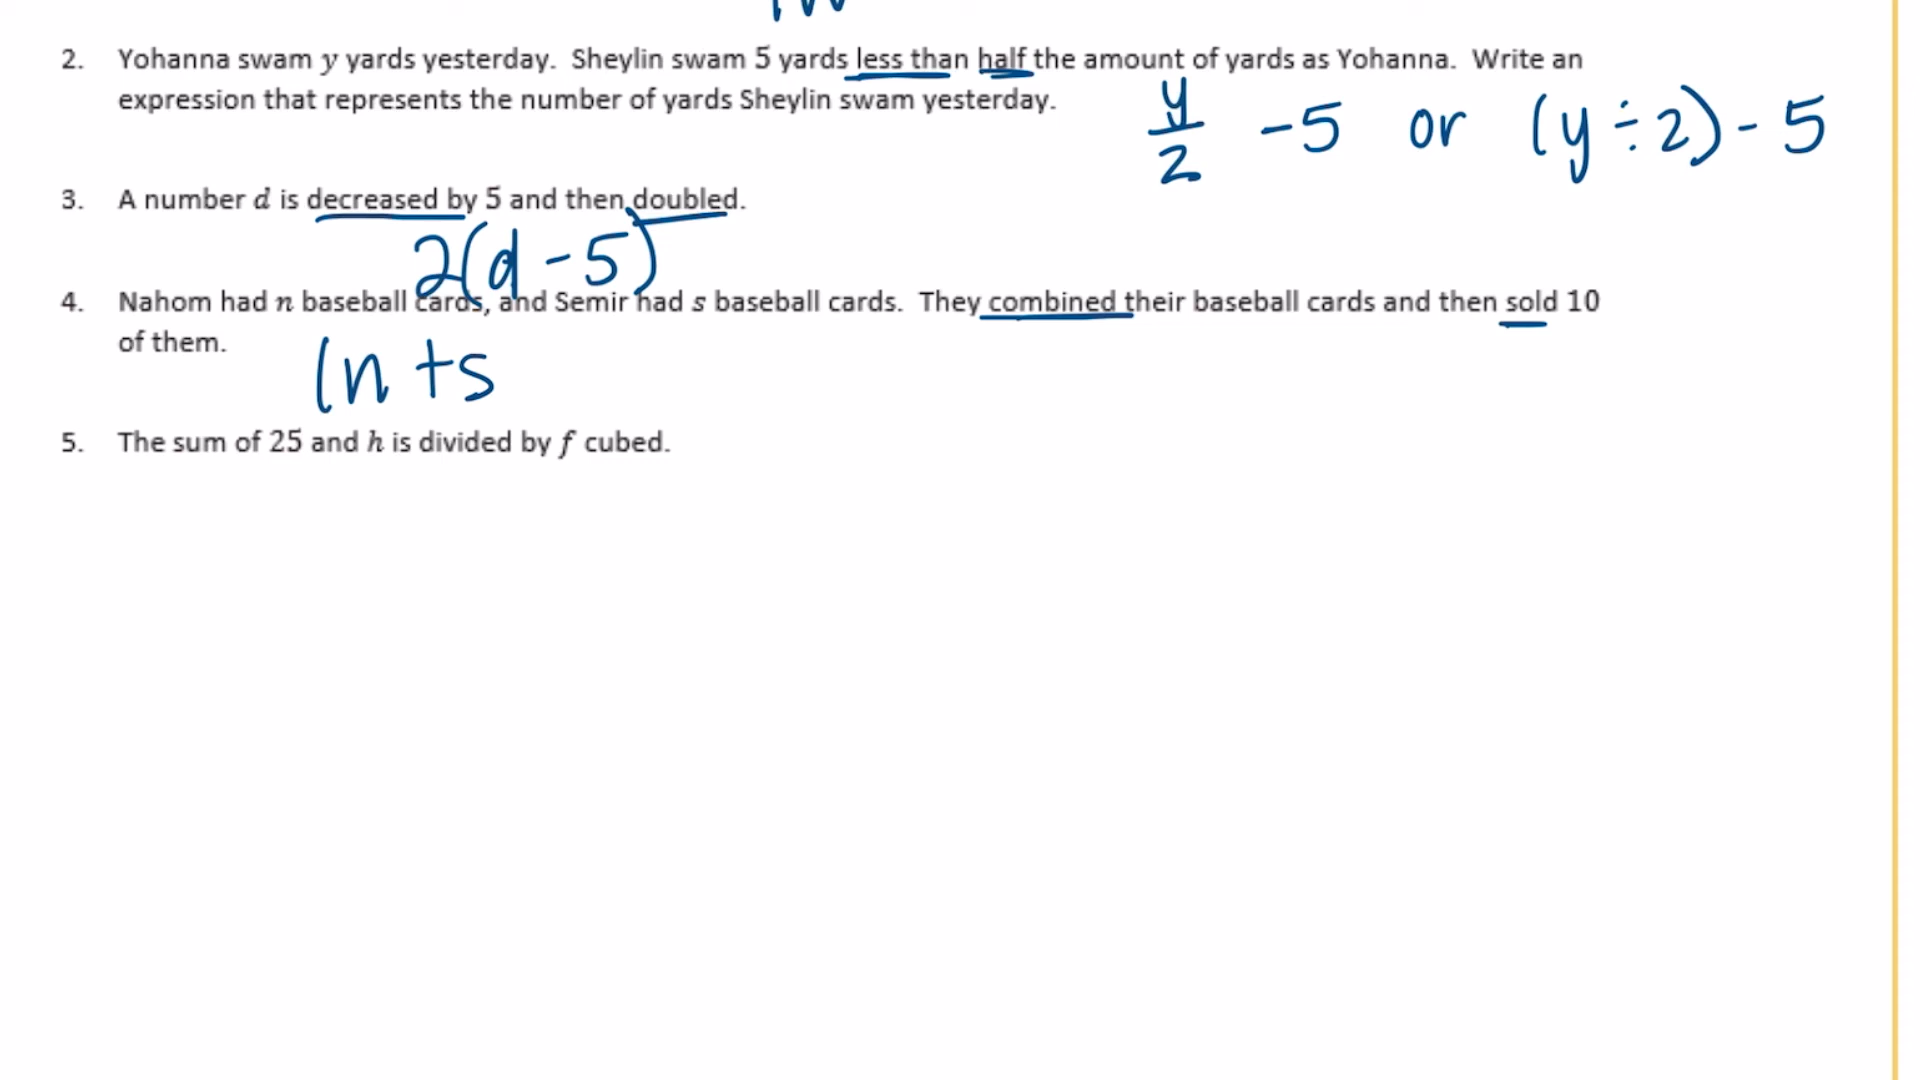 2. Yohanna swam y yards yesterday. Sheylin swam 5 yards less than half the amount of yards as Yohanna. Write an
expression that represents the number of yards Sheylin swam yesterday.
y/2 - 5 or (y ÷ 2) - 5
3. A number d is decreased by 5 and then doubled.
2(d - 5)
4. Nahom had n baseball cards, and Semir had s baseball cards. They combined their baseball cards and then sold 10
of them.
(n + s
5. The sum of 25 and h is divided by f cubed.